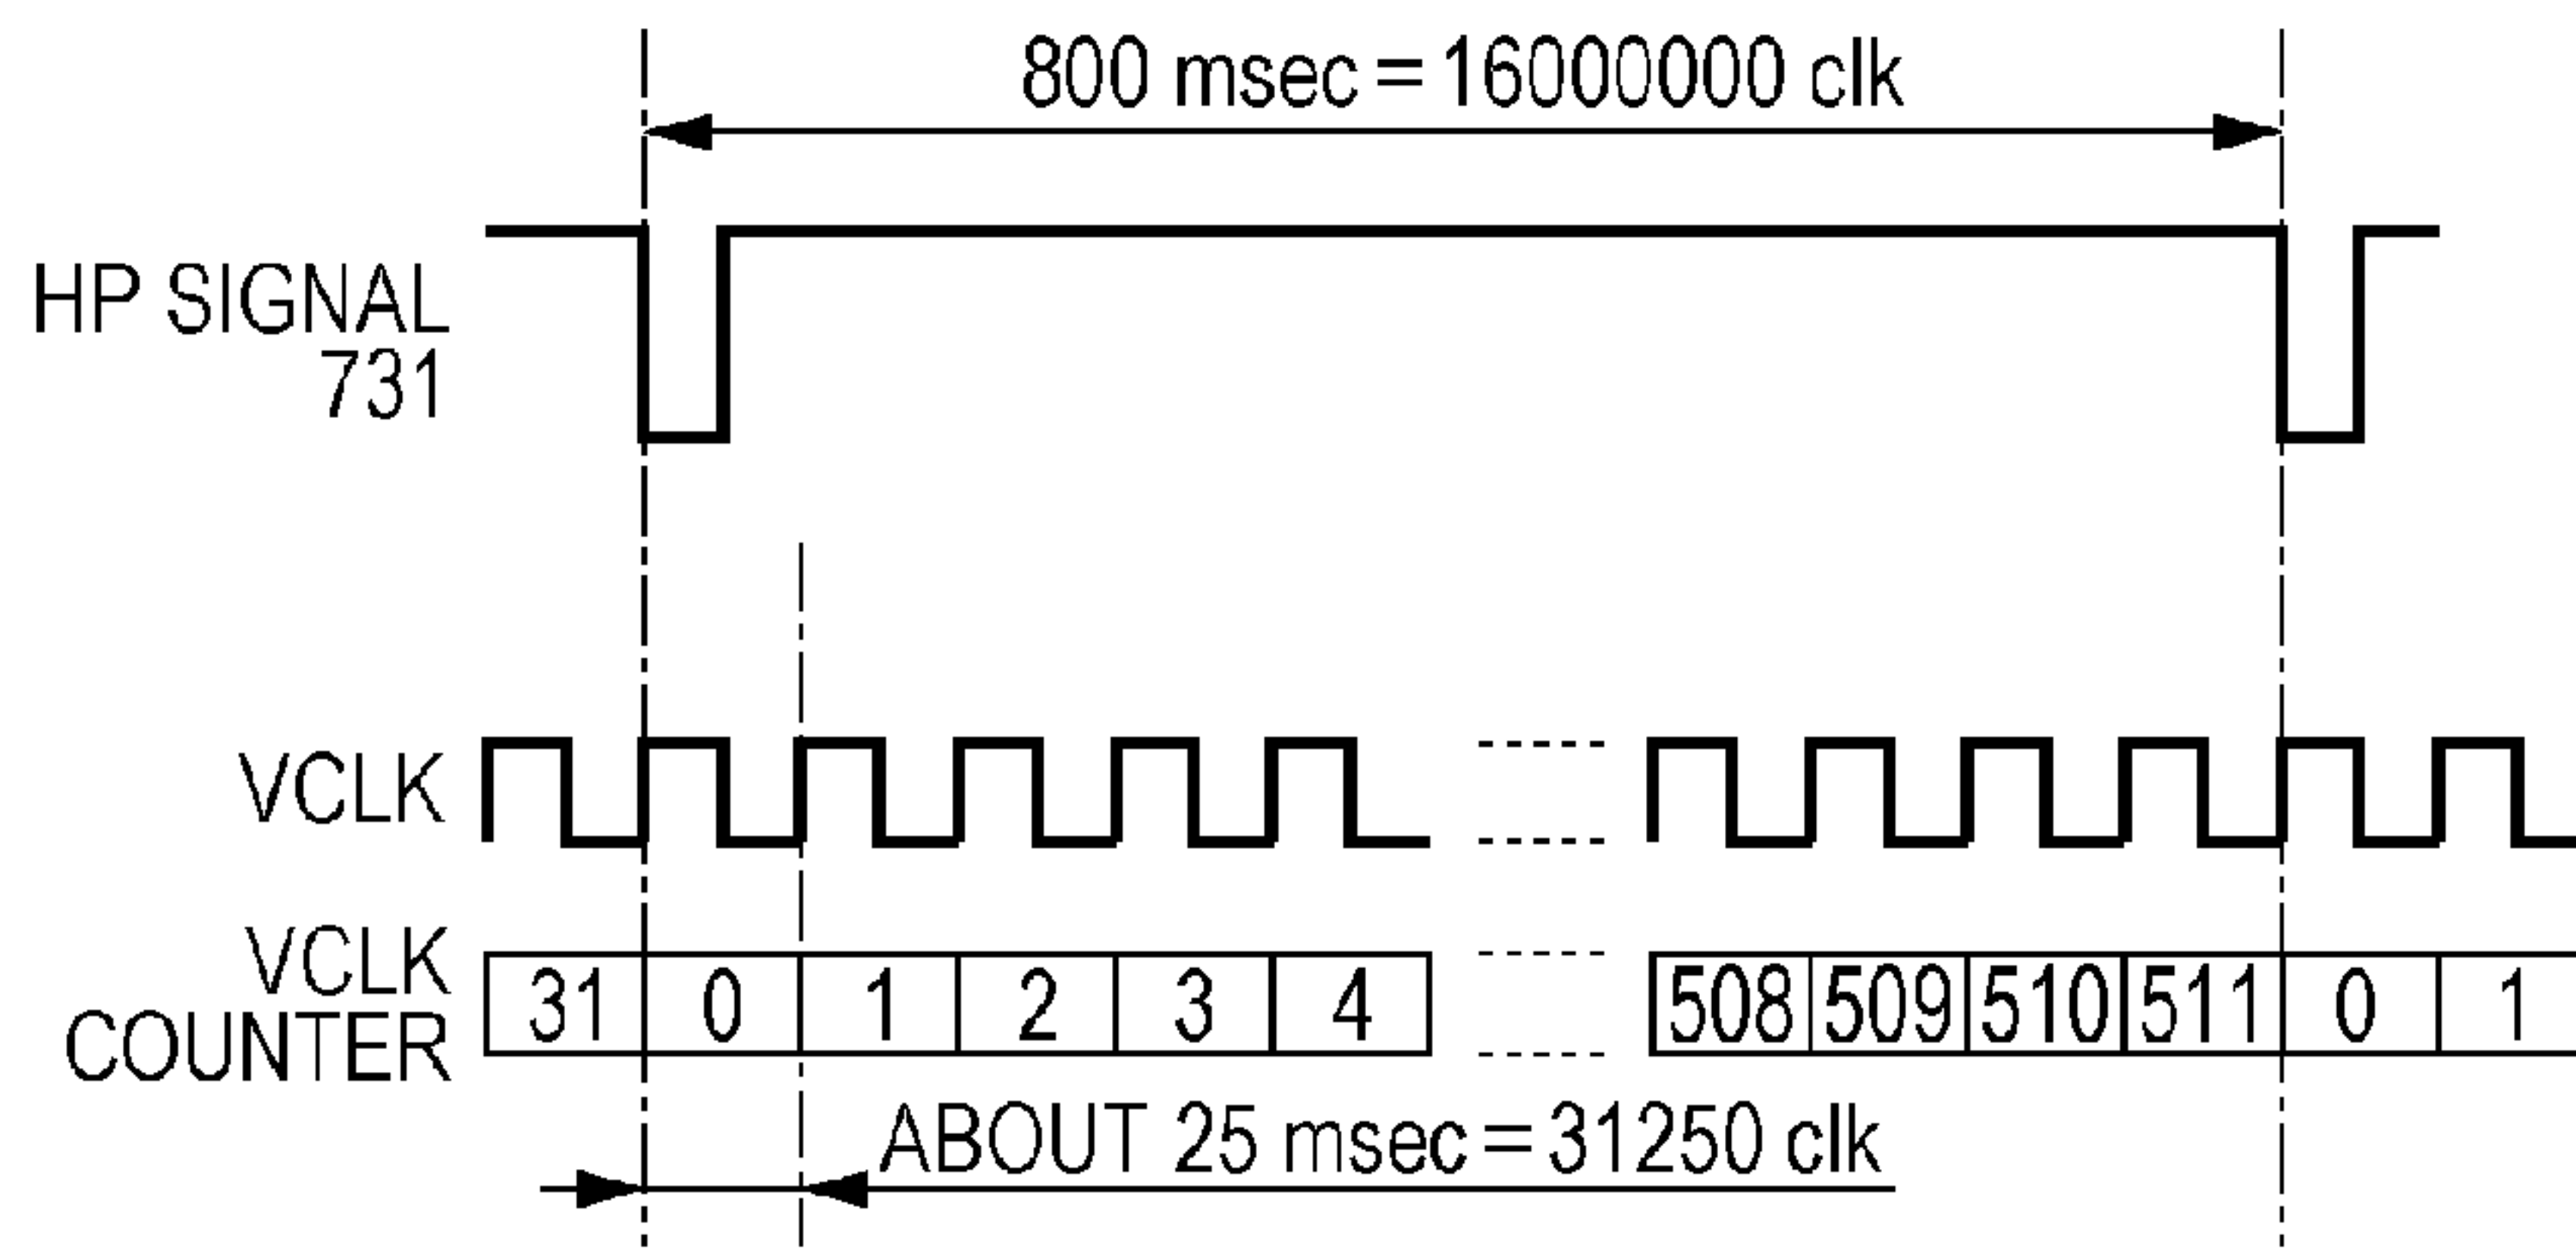 800 msec=16000000 clk
HP SIGNAL
731
VCLK
VCLK
COUNTER
31 0 1 2 3 4 508 509 510 511 0 1
ABOUT 25 msec=31250 clk